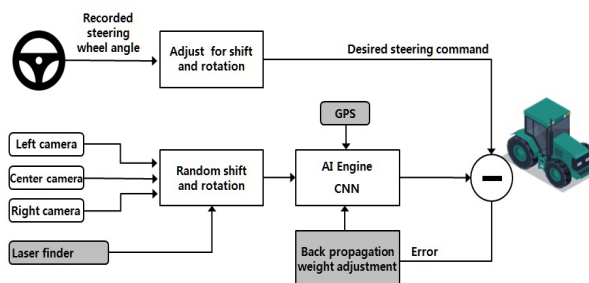 Recorded
steering
wheel angle
Adjust for shift
and rotation
Desired steering command
GPS
Left camera
Center camera
Right camera
Random shift
and rotation
AI Engine
CNN
Laser finder
Back propagation
weight adjustment
Error